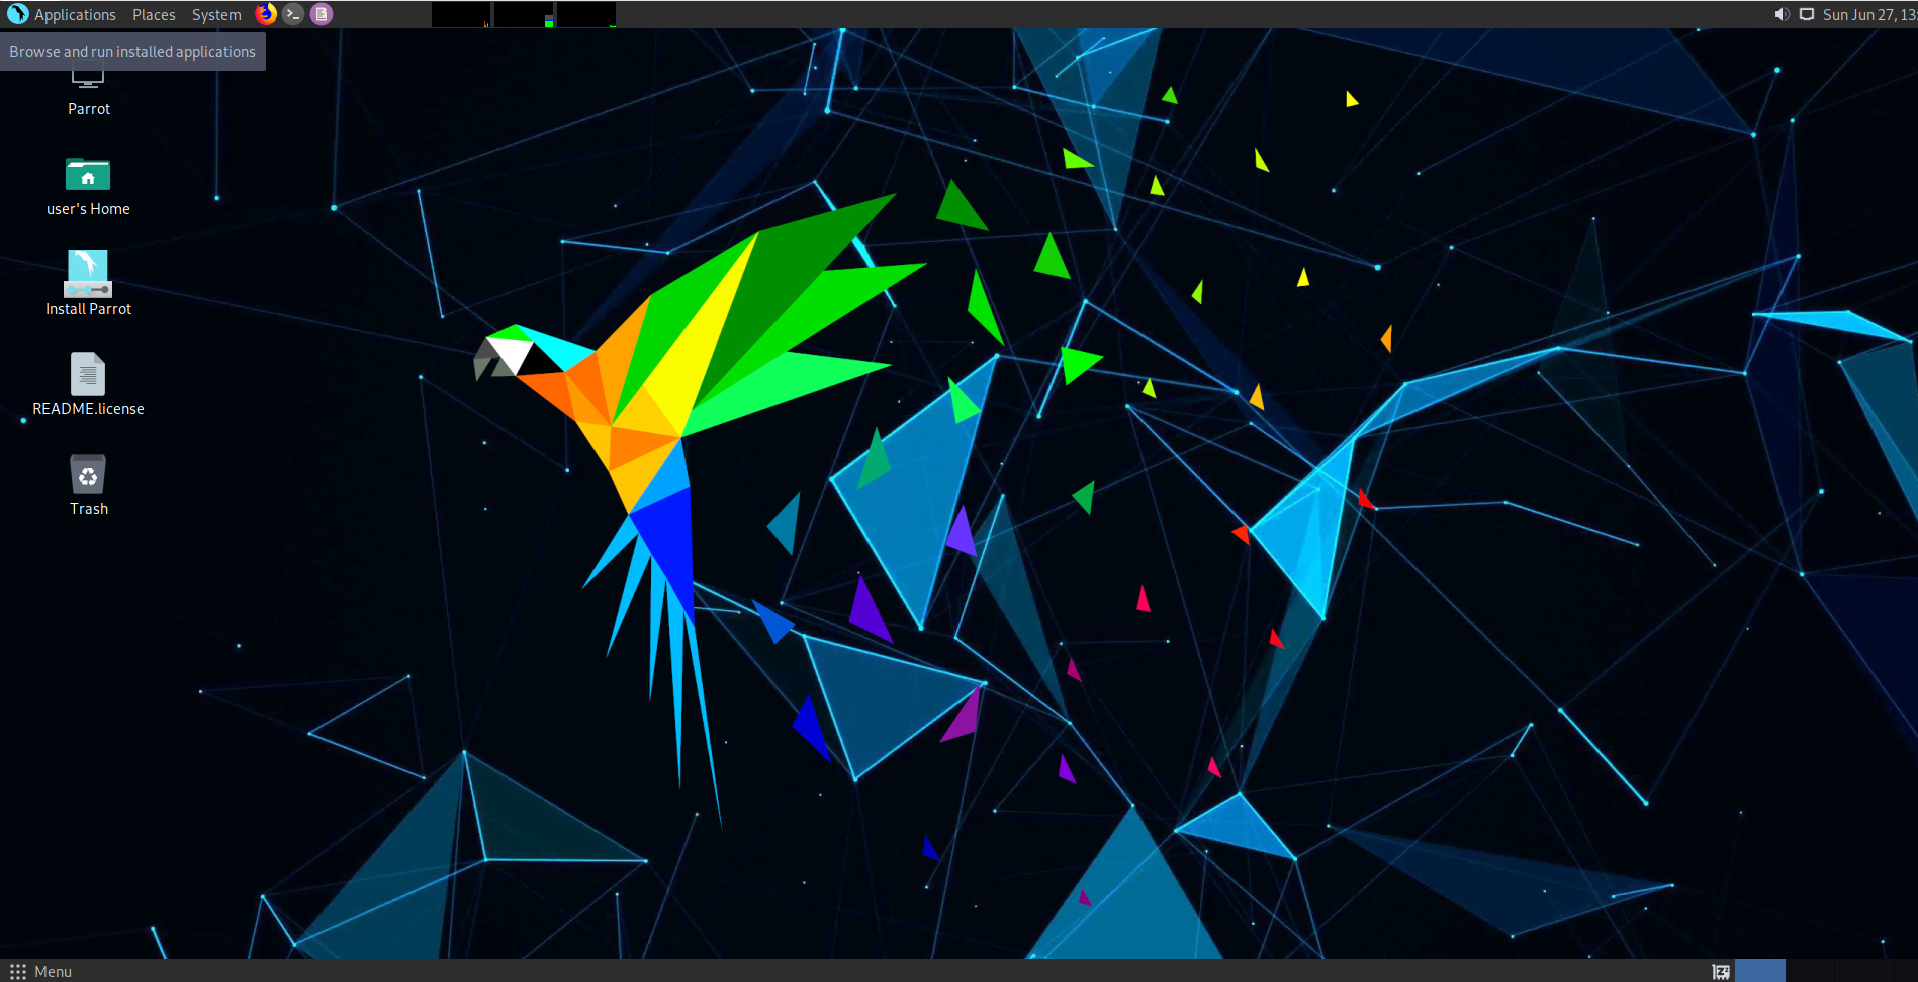 Applications Places System
Sun Jun 27, 13:
Browse and run installed applications
Parrot
user's Home
Install Parrot
README.license
Trash
Menu